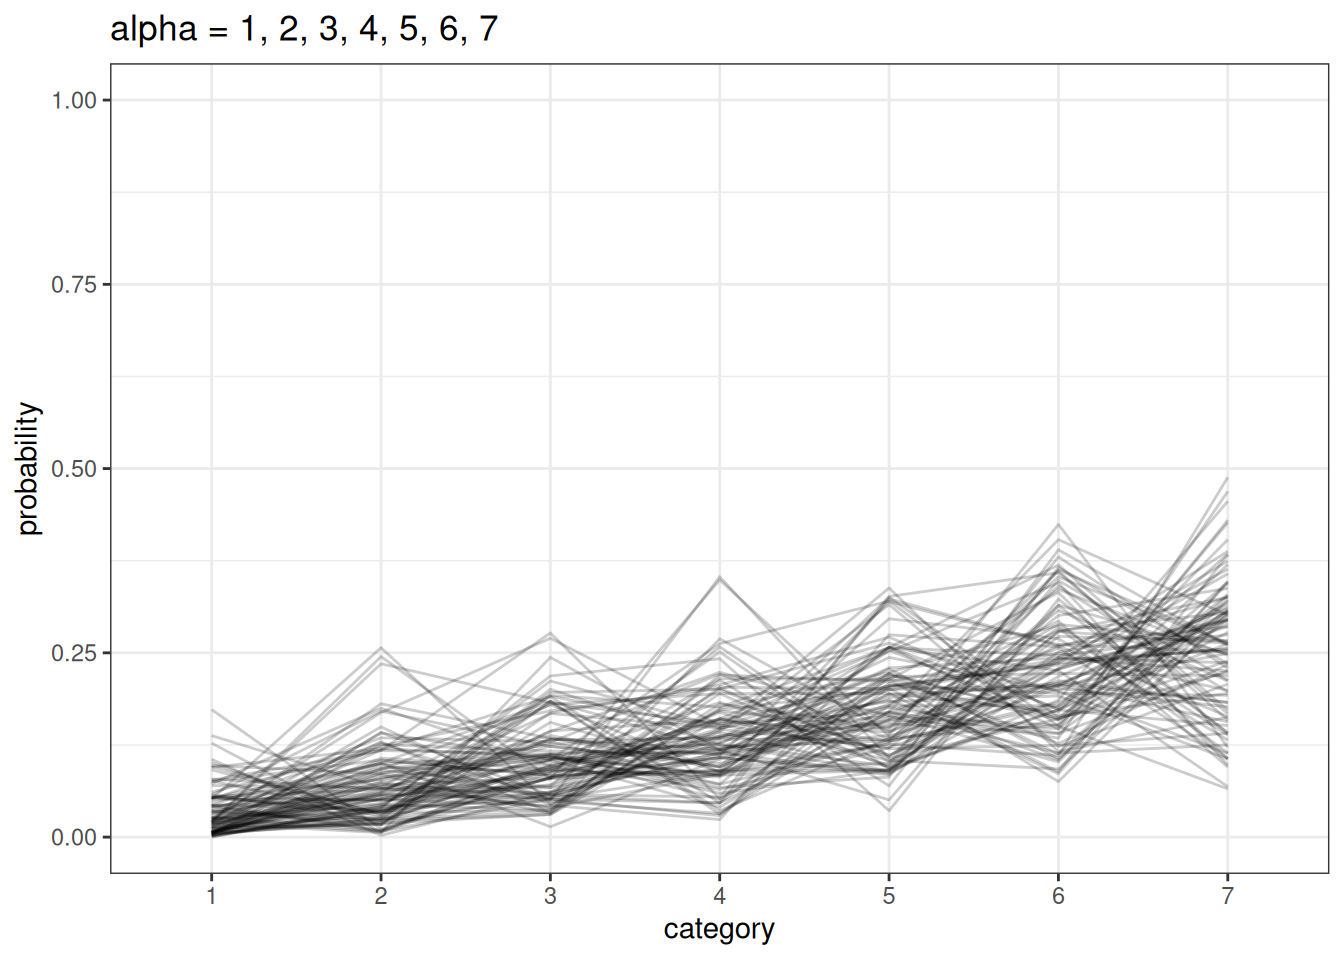 alpha = 1, 2, 3, 4, 5, 6, 7
1.00
0.75
0.50
0.25
0.00
probability
1 2 3 4 5 6 7
category